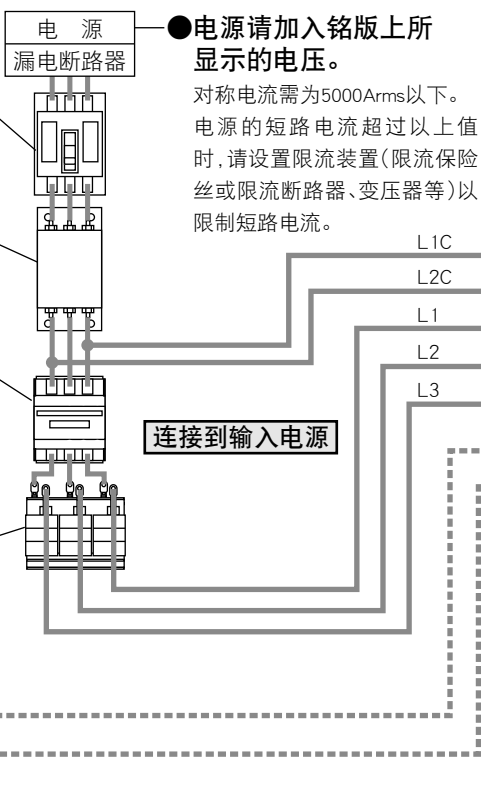 电 源
漏电断路器
●电源请加入铭版上所
显示的电压。
对称电流需为5000Arms以下。
电源的短路电流超过以上值
时,请设置限流装置(限流保险
丝或限流断路器、变压器等)以
限制短路电流。
L1C
L2C
L1
L2
L3
连接到输入电源